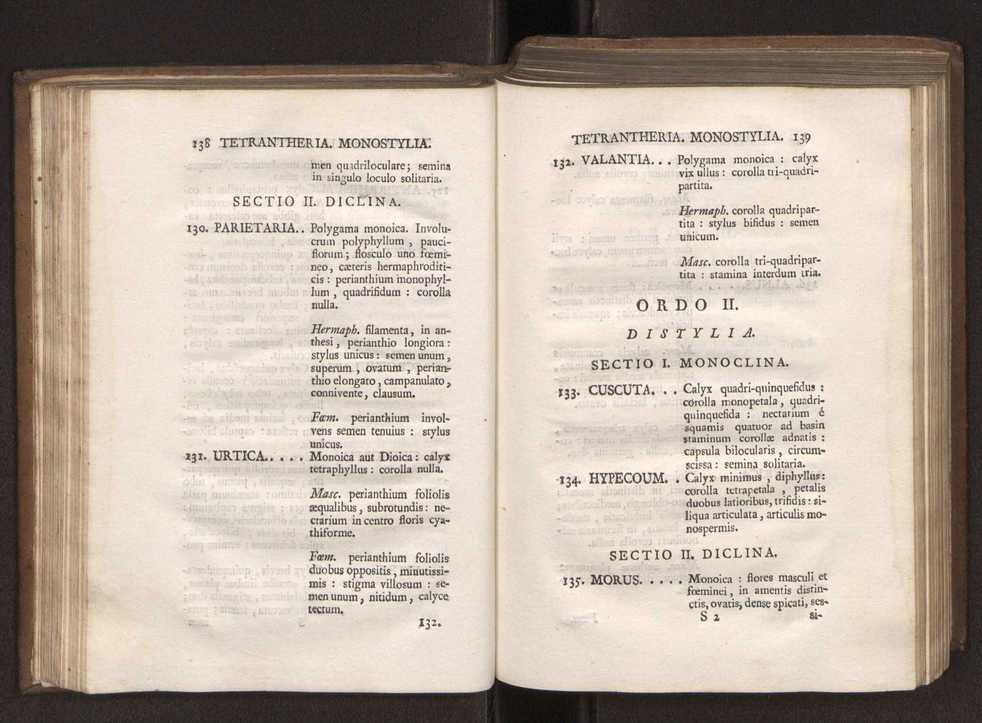 138 TETRANTHERIA. MONOSTYLIA.
men quadriloculare; semina
in singulo loculo solitaria.
SECTIO II. DICLINA.
130. PARIETARIA.. Polygama monoica. Involu-
crum polyphyllum, pauci-
florum; flosculo uno fœmi-
neo, cæteris hermaphroditi-
cis: perianthium monophyl-
lum, quadrifidum: corolla
nulla.
Hermaph. filamenta, in an-
thesi, perianthio longiora:
stylus unicus: semen unum,
superum, ovatum, perian-
thio elongato, campanulato,
connivente, clausum.
Fœm. perianthium invol-
vens semen tenuius: stylus
unicus.
131. URTICA..... Monoica aut Dioica: calyx
tetraphyllus: corolla nulla.
Masc. perianthium foliolis
æqualibus, subrotundis: ne-
ctarium in centro floris cya-
thiforme.
Fœm. perianthium foliolis
duobus oppositis, minutissi-
mis: stigma villosum: se-
men unum, nitidum, calyce
tectum.
132.
TETRANTHERIA. MONOSTYLIA. 139
132. VALANTIA... Polygama monoica: calyx
vix ullus: corolla tri-quadri-
partita.
Hermaph. corolla quadripar-
tita: stylus bifidus: semen
unicum.
Masc. corolla tri-quadripar-
tita: stamina interdum tria.
ORDO II.
DISTYLIA.
SECTIO I. MONOCLINA.
133. CUSCUTA... Calyx quadri-quinquefidus:
corolla monopetala, quadri-
quinquefida: nectarium é
squamis quatuor ad basin
staminum corollæ adnatis:
capsula bilocularis, circum-
scissa: semina solitaria.
134. HYPECOUM.. Calyx minimus, diphyllus:
corolla tetrapetala, petalis
duobus latioribus, trifidis: si-
liqua articulata, articulis mo-
nospermis.
SECTIO II. DICLINA.
135. MORUS..... Monoica: flores masculi et
fœminei, in amentis distin-
ctis, ovatis, dense spicati, ses-
S 2 si-